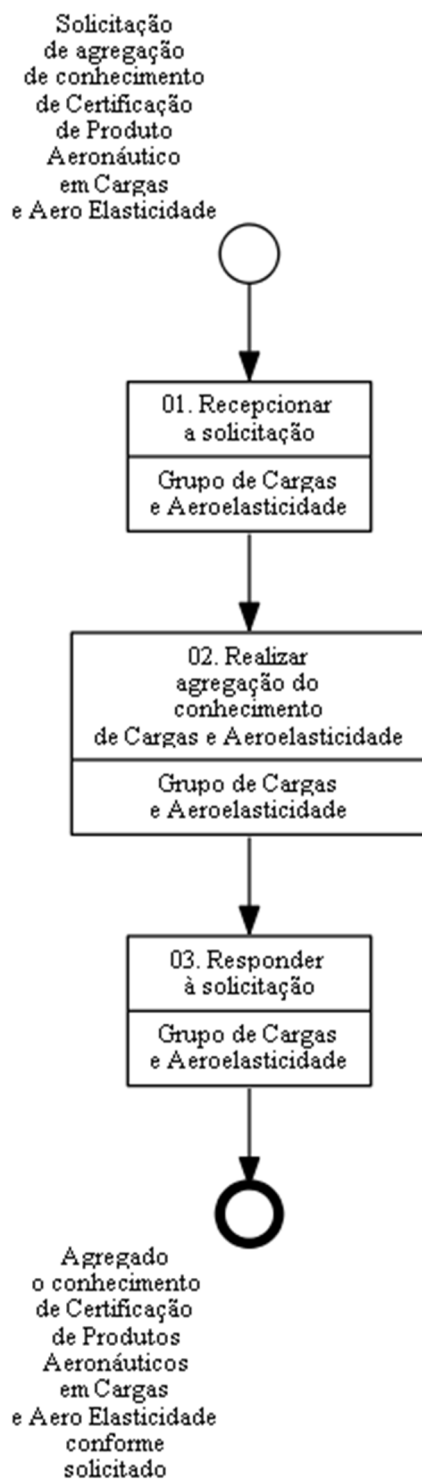 Solicitação
de agregação
de conhecimento
de Certificação
de Produto
Aeronáutico
em Cargas
e Aero Elasticidade
01. Recepcionar
a solicitação
Grupo de Cargas
e Aeroelasticidade
02. Realizar
agregação do
conhecimento
de Cargas e Aeroelasticidade
Grupo de Cargas
e Aeroelasticidade
03. Responder
à solicitação
Grupo de Cargas
e Aeroelasticidade
Agregado
o conhecimento
de Certificação
de Produtos
Aeronáuticos
em Cargas
e Aero Elasticidade
conforme
solicitado